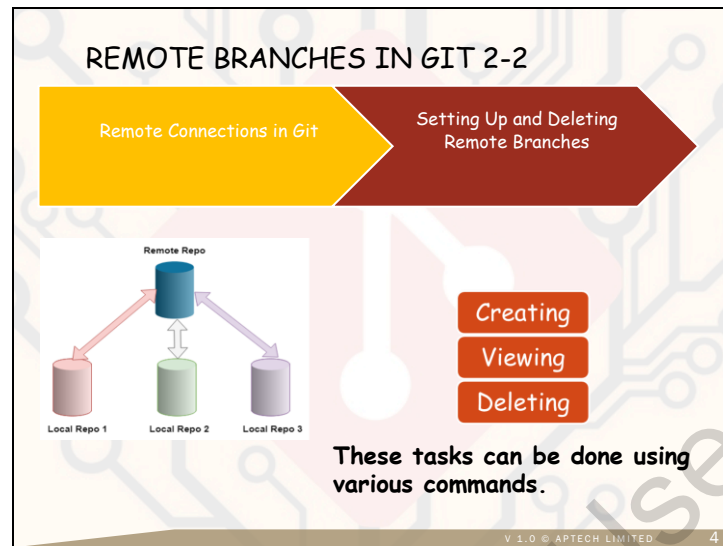 REMOTE BRANCHES IN GIT 2-2
Remote Connections in Git
Setting Up and Deleting
Remote Branches
Remote Repo
Local Repo 1
Local Repo 2
Local Repo 3
Creating
Viewing
Deleting
These tasks can be done using
various commands.
V 1.0 © APTECH LIMITED
4